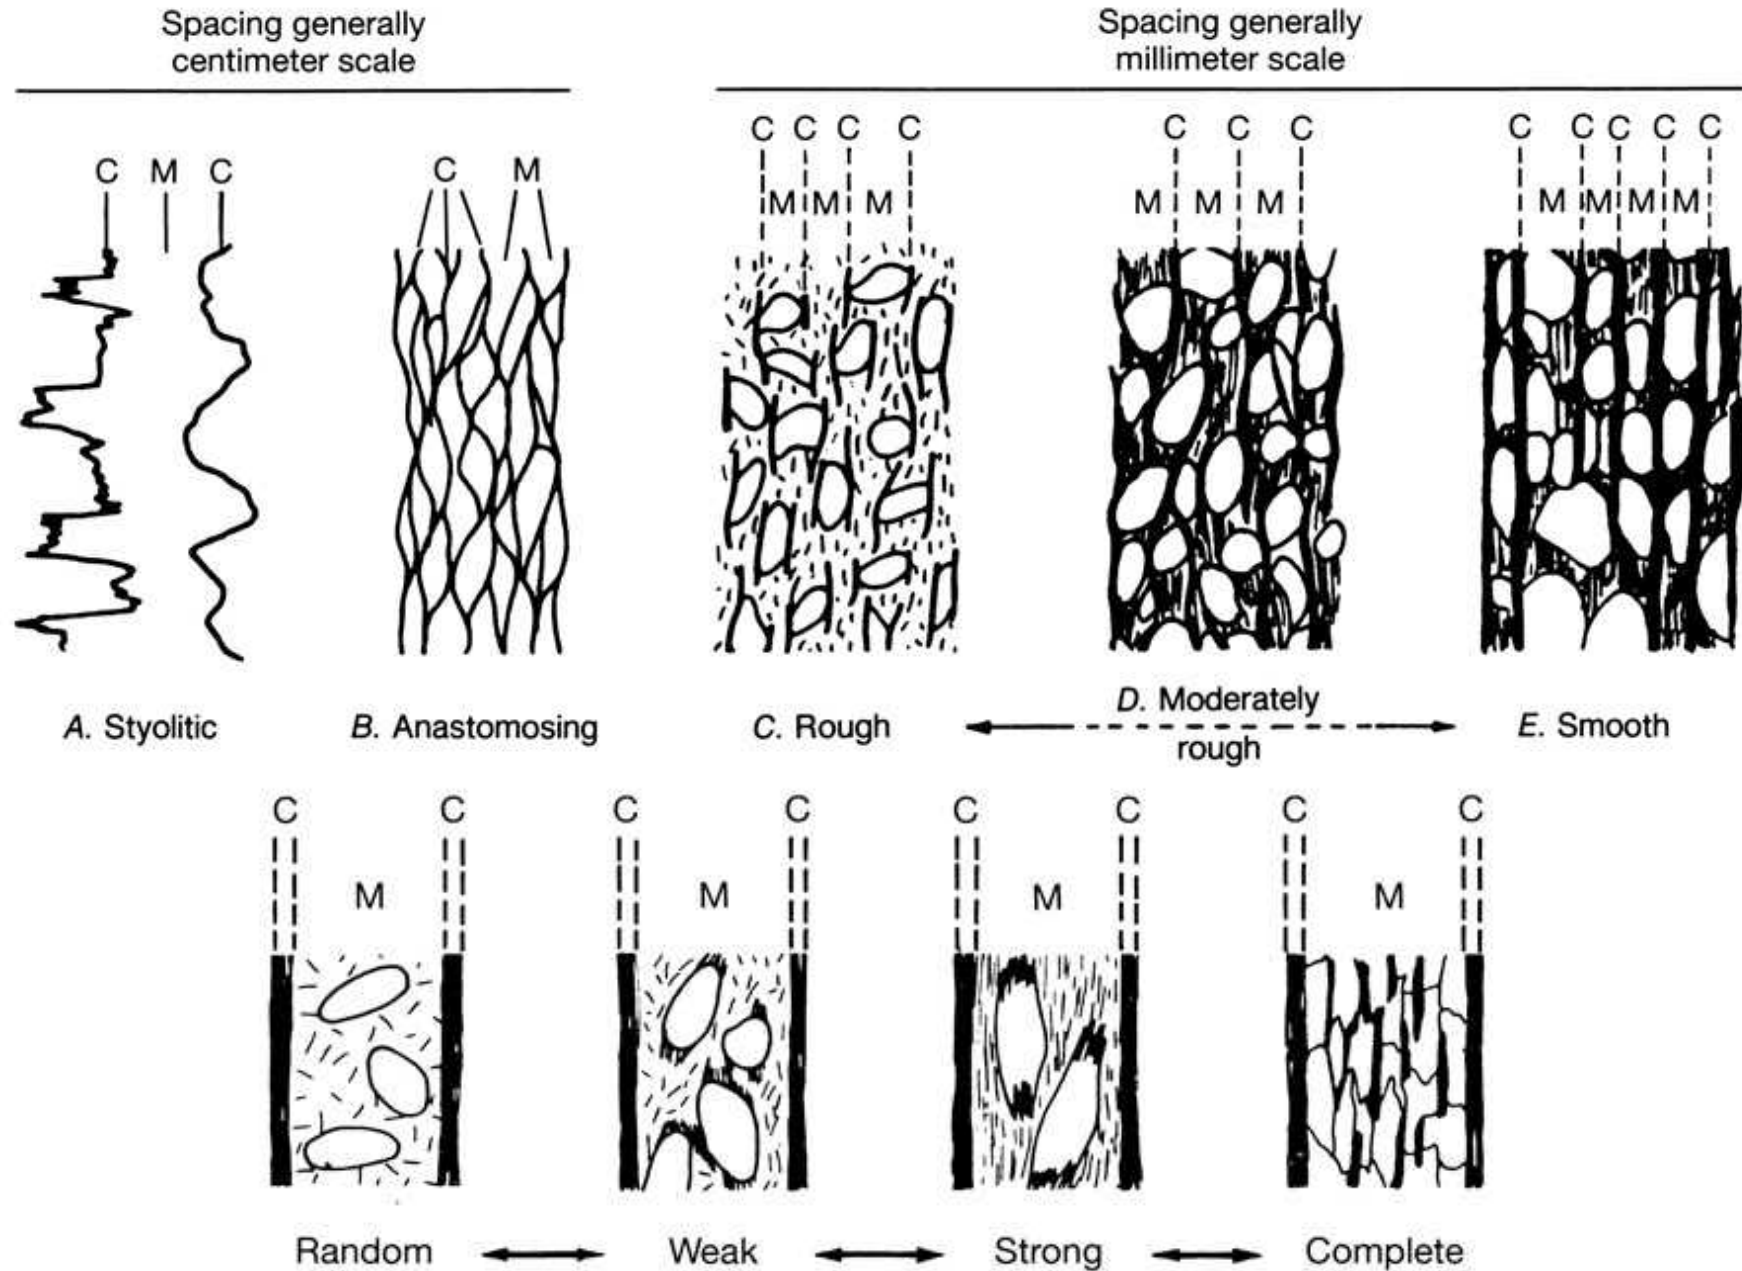 Spacing generally
centimeter scale
Spacing generally
millimeter scale
C M C
C M
C C C C
M M M
C C C
M M M
C C C C C
M M M M
A. Styolitic
B. Anastomosing
C. Rough
D. Moderately
rough
E. Smooth
C C
M
C C
M
C C
M
C C
M
Random
Weak
Strong
Complete